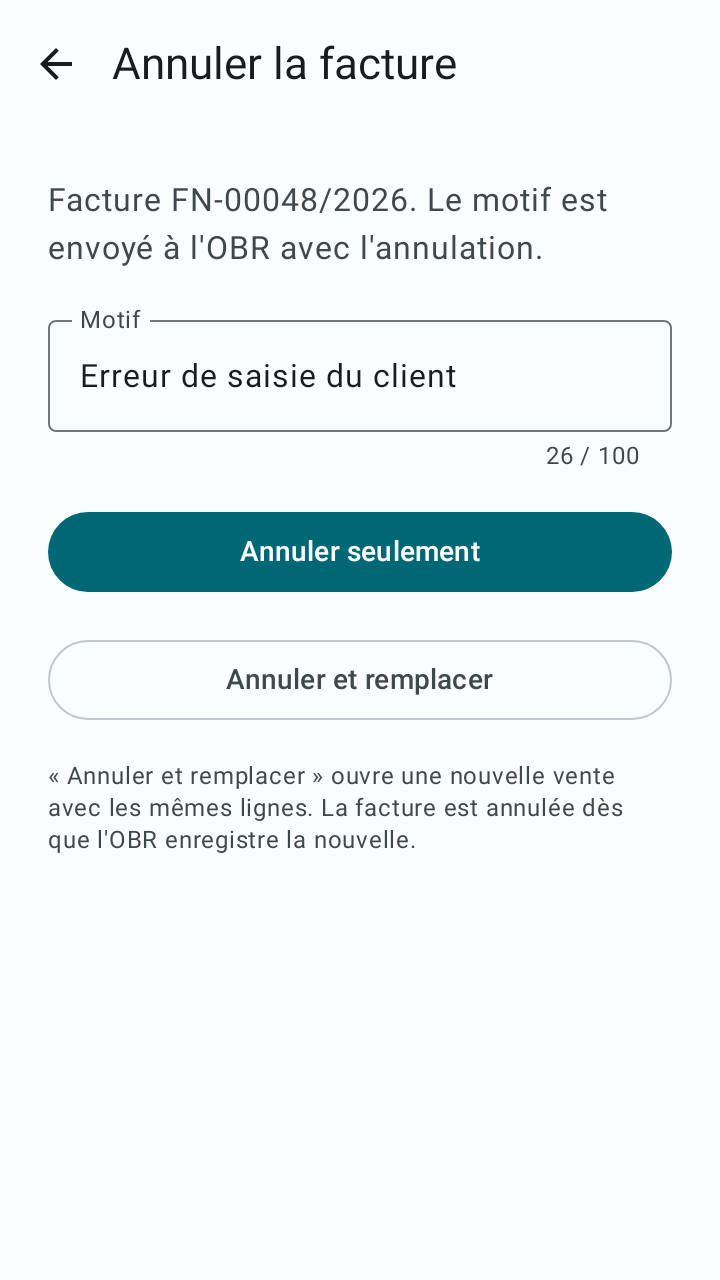 Annuler la facture
Facture FN-00048/2026. Le motif est
envoyé à l'OBR avec l'annulation.
Motif
Erreur de saisie du client
26 / 100
Annuler seulement
Annuler et remplacer
« Annuler et remplacer » ouvre une nouvelle vente
avec les mêmes lignes. La facture est annulée dès
que l'OBR enregistre la nouvelle.